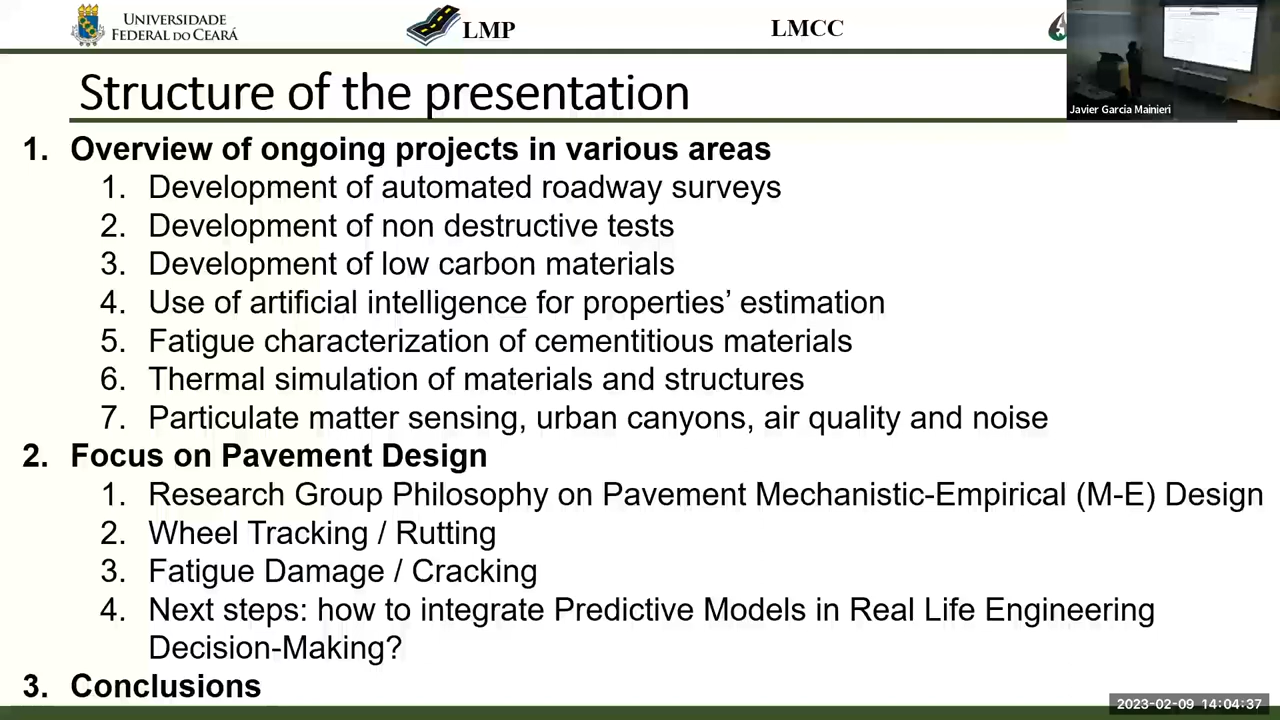 UNIVERSIDADE
FEDERAL DO CEARÁ
LMP
LMCC
Javier García Mainieri
Structure of the presentation
1. Overview of ongoing projects in various areas
1. Development of automated roadway surveys
2. Development of non destructive tests
3. Development of low carbon materials
4. Use of artificial intelligence for properties’ estimation
5. Fatigue characterization of cementitious materials
6. Thermal simulation of materials and structures
7. Particulate matter sensing, urban canyons, air quality and noise
2. Focus on Pavement Design
1. Research Group Philosophy on Pavement Mechanistic-Empirical (M-E) Design
2. Wheel Tracking / Rutting
3. Fatigue Damage / Cracking
4. Next steps: how to integrate Predictive Models in Real Life Engineering
Decision-Making?
3. Conclusions
2023-02-09 14:04:37